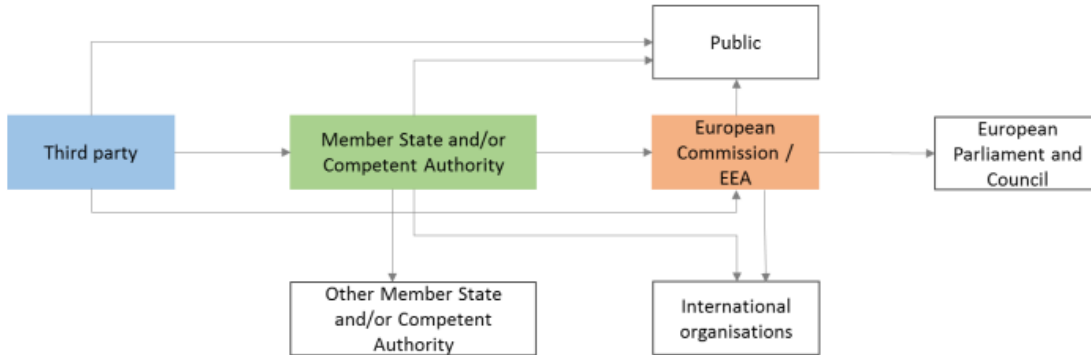 Public
Third party
Member State and/or
Competent Authority
European
Commission /
EEA
European
Parliament and
Council
Other Member State
and/or Competent
Authority
International
organisations